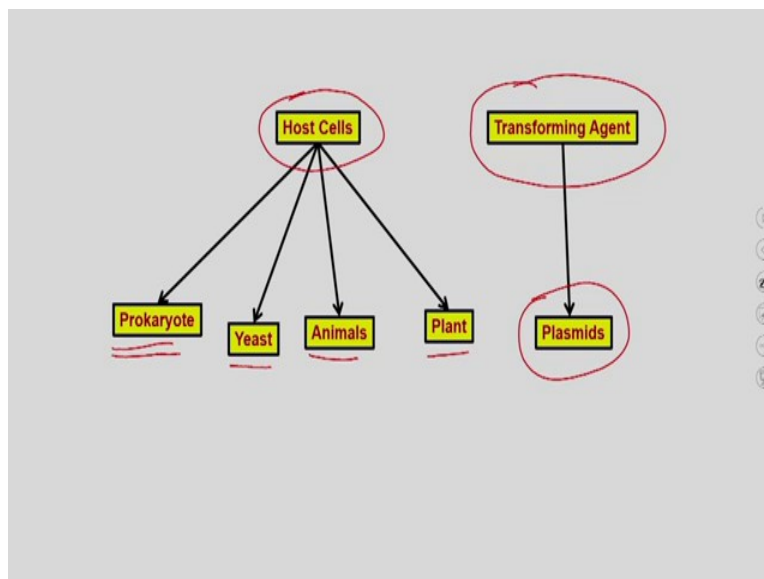 Host Cells
Transforming Agent
Prokaryote
Yeast
Animals
Plant
Plasmids